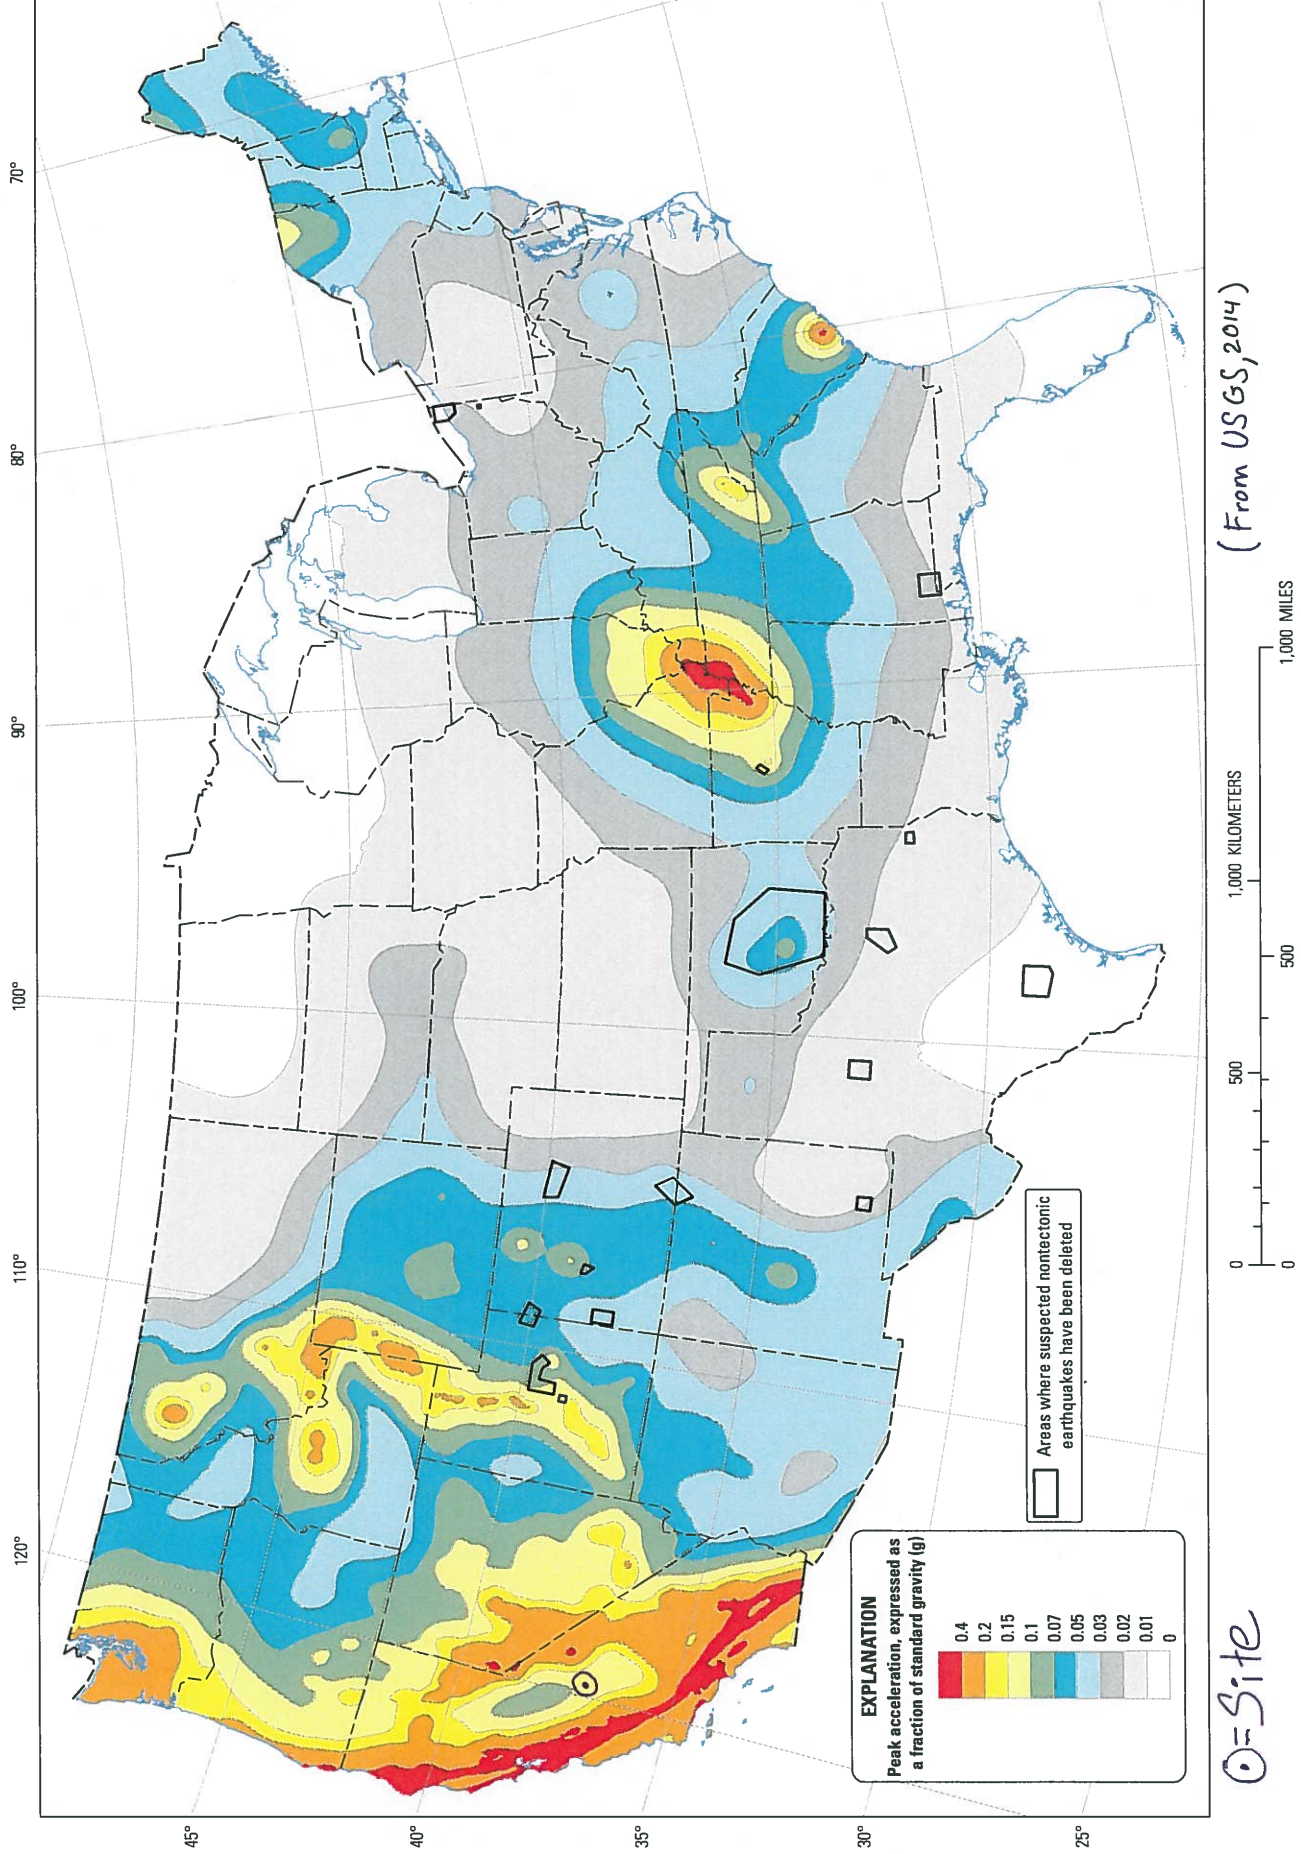 70°
80°
90°
100°
110°
120°
45°
40°
35°
30°
25°
EXPLANATION
Peak acceleration, expressed as
a fraction of standard gravity (g)
0.4
0.2
0.15
0.1
0.07
0.05
0.03
0.02
0.01
0
Areas where suspected nontectonic
earthquakes have been deleted
0 500 1,000 KILOMETERS
0 500 1,000 MILES
⊙=Site
(From USGS, 2014)